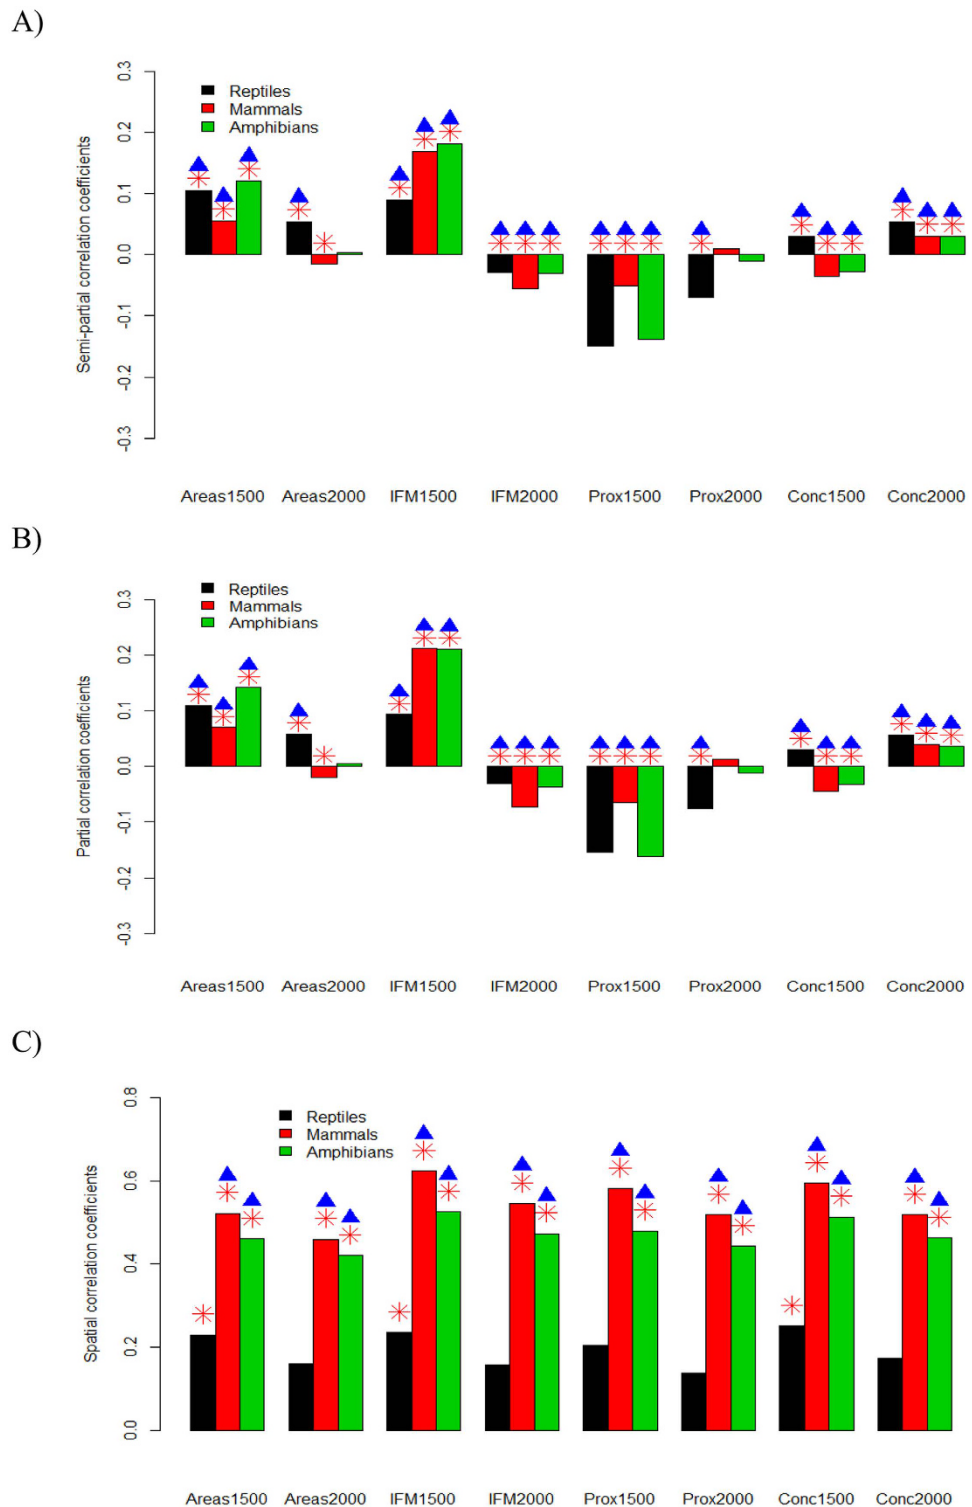 A)
Semi-partial correlation coefficients
0.3
0.2
0.1
0.0
-0.1
-0.2
-0.3
Reptiles
Mammals
Amphibians
Areas1500 Areas2000 IFM1500 IFM2000 Prox1500 Prox2000 Conc1500 Conc2000
B)
Partial correlation coefficients
0.3
0.2
0.1
0.0
-0.1
-0.2
-0.3
Reptiles
Mammals
Amphibians
Areas1500 Areas2000 IFM1500 IFM2000 Prox1500 Prox2000 Conc1500 Conc2000
C)
Spatial correlation coefficients
0.8
0.6
0.4
0.2
0.0
Reptiles
Mammals
Amphibians
Areas1500 Areas2000 IFM1500 IFM2000 Prox1500 Prox2000 Conc1500 Conc2000